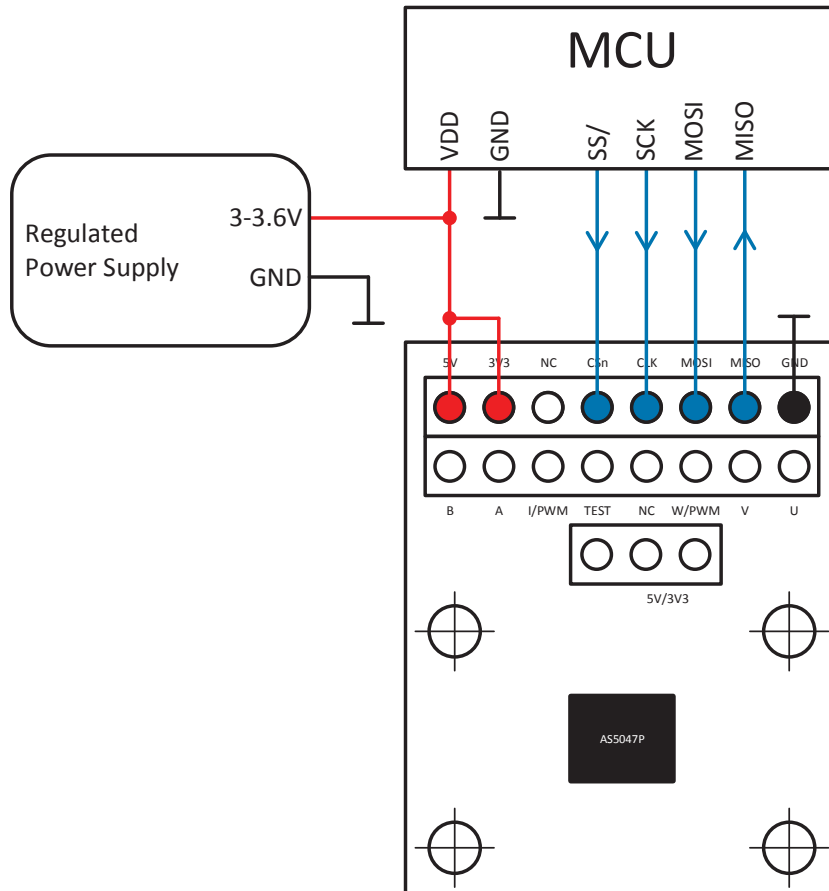 MCU
VDD
GND
SS/
SCK
MOSI
MISO
3-3.6V
Regulated
Power Supply
GND
5V 3V3 NC CSn CLK MOSI MISO GND
B A I/PWM TEST NC W/PWM V U
5V/3V3
AS5047P